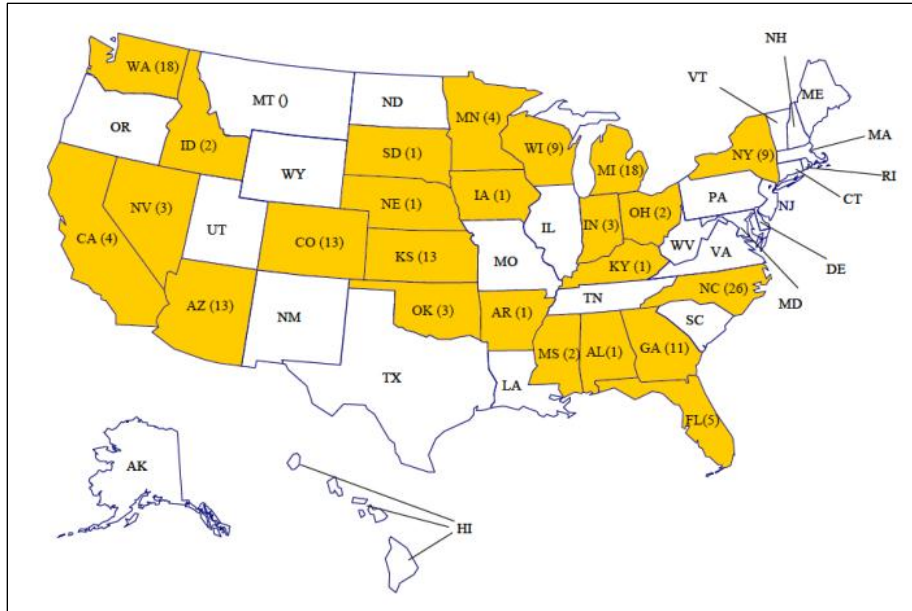 NH
WA (18)
VT
MT ()
ND
ME
MN (4)
OR
MA
ID (2)
SD (1)
WI (9)
MI (18)
NY (9)
RI
WY
CT
IA (1)
PA
NE (1)
NJ
NV (3)
UT
IL
IN (3)
OH (2)
CA (4)
CO (13)
WV
VA
KS (13
MO
DE
KY (1)
MD
NC (26)
TN
AZ (13)
OK (3)
AR (1)
NM
SC
MS (2)
AL(1)
GA (11)
TX
LA
FL(5)
AK
HI